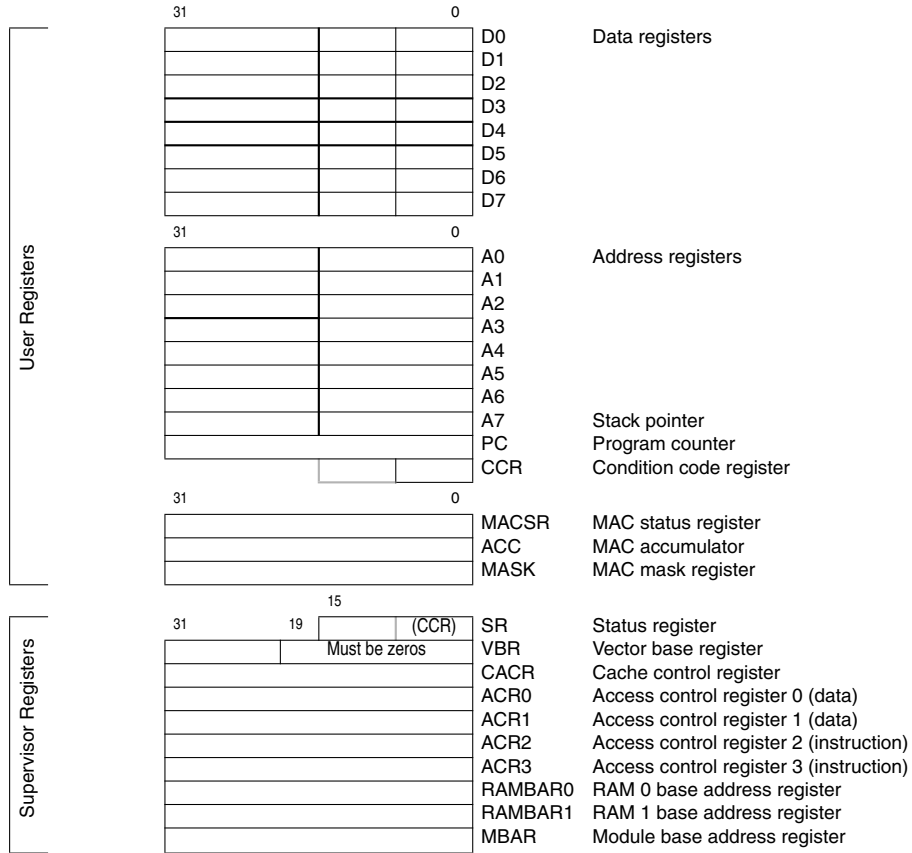 31 0
D0 Data registers
D1
D2
D3
D4
D5
D6
D7
31 0
A0 Address registers
A1
A2
A3
A4
A5
A6
A7 Stack pointer
PC Program counter
CCR Condition code register
31 0
MACSR MAC status register
ACC MAC accumulator
MASK MAC mask register
User Registers
15
31 19 (CCR) SR Status register
Must be zeros VBR Vector base register
CACR Cache control register
ACR0 Access control register 0 (data)
ACR1 Access control register 1 (data)
ACR2 Access control register 2 (instruction)
ACR3 Access control register 3 (instruction)
RAMBAR0 RAM 0 base address register
RAMBAR1 RAM 1 base address register
MBAR Module base address register
Supervisor Registers